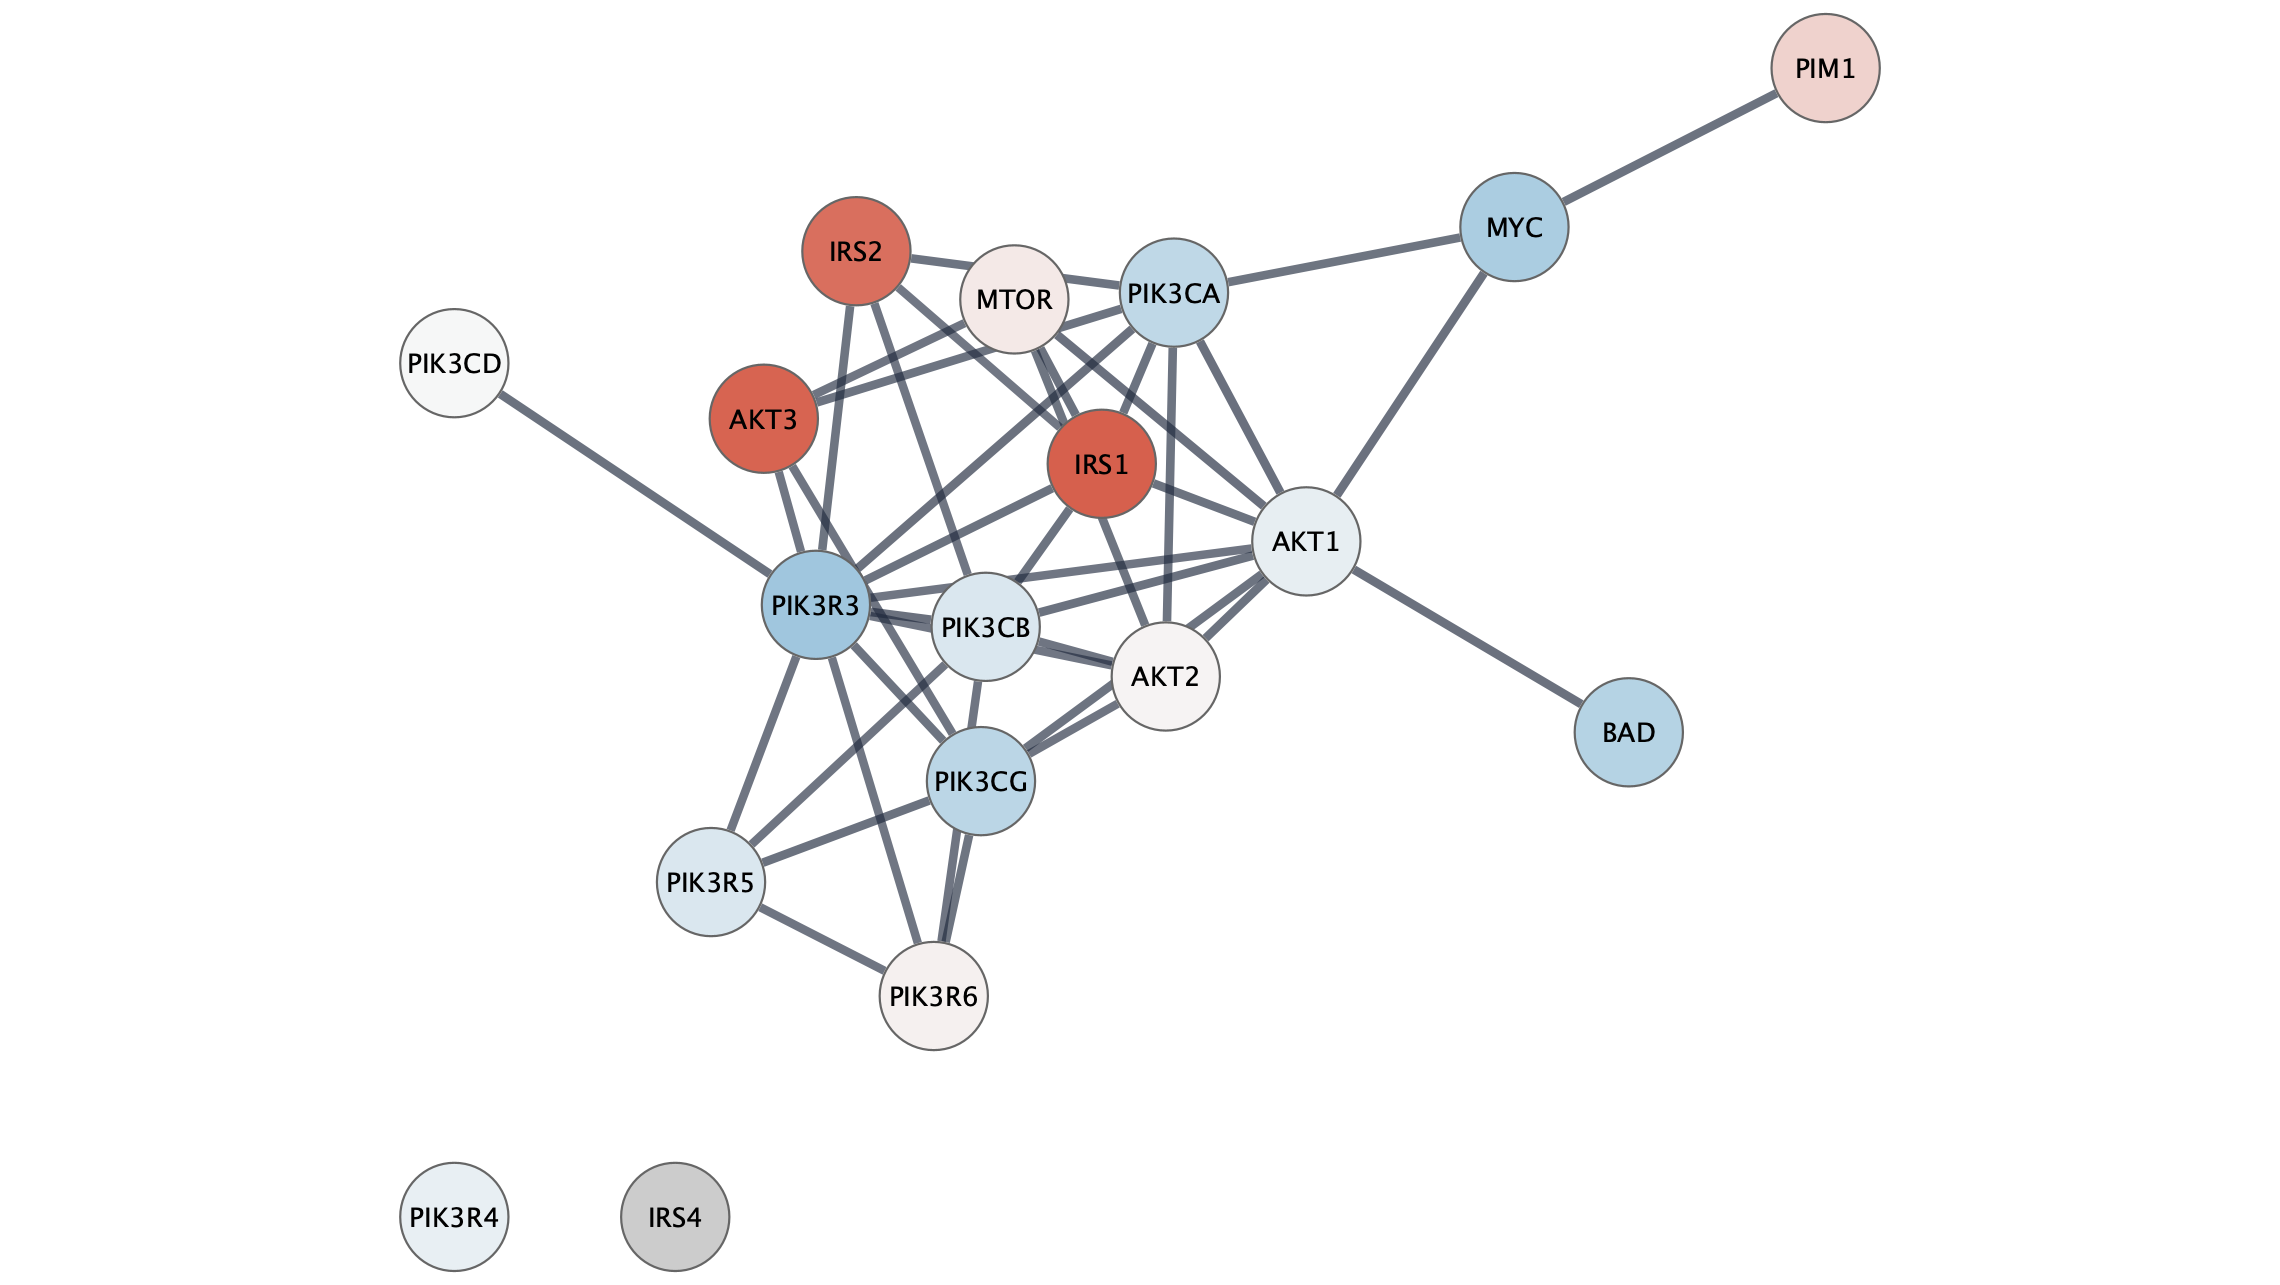 PIM1
MYC
IRS2
MTOR
PIK3CA
PIK3CD
AKT3
IRS1
AKT1
PIK3R3
PIK3CB
AKT2
BAD
PIK3CG
PIK3R5
PIK3R6
PIK3R4
IRS4